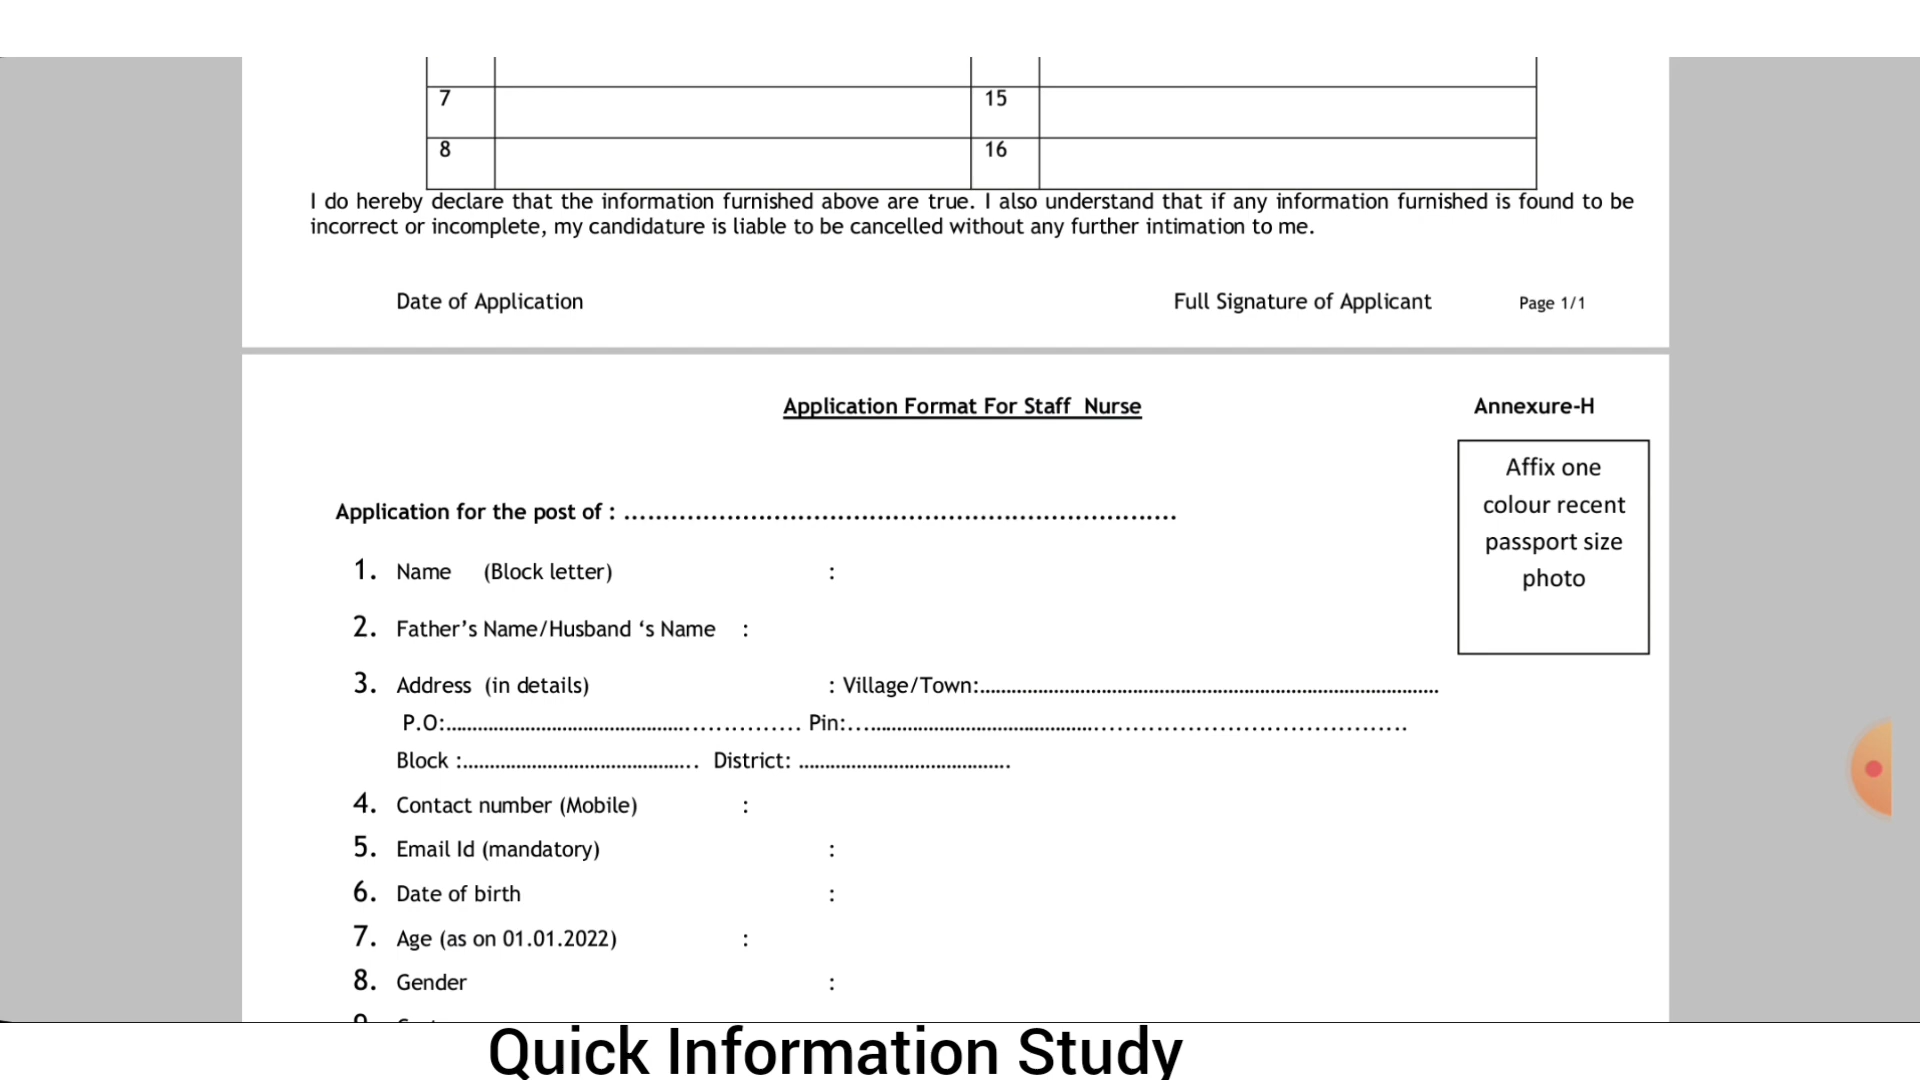 7 15
8 16
I do hereby declare that the information furnished above are true. I also understand that if any information furnished is found to be
incorrect or incomplete, my candidature is liable to be cancelled without any further intimation to me.
Date of Application Full Signature of Applicant Page 1/1
Application Format For Staff Nurse Annexure-H
Affix one
colour recent
passport size
photo
Application for the post of : ......................................................................
1. Name (Block letter) :
2. Father’s Name/Husband ‘s Name :
3. Address (in details) : Village/Town:.......................................................................................
P.O:.......................................................... Pin:....................................................................................
Block :............................................. District: ........................................
4. Contact number (Mobile) :
5. Email Id (mandatory) :
6. Date of birth :
7. Age (as on 01.01.2022) :
8. Gender :
Quick Information Study